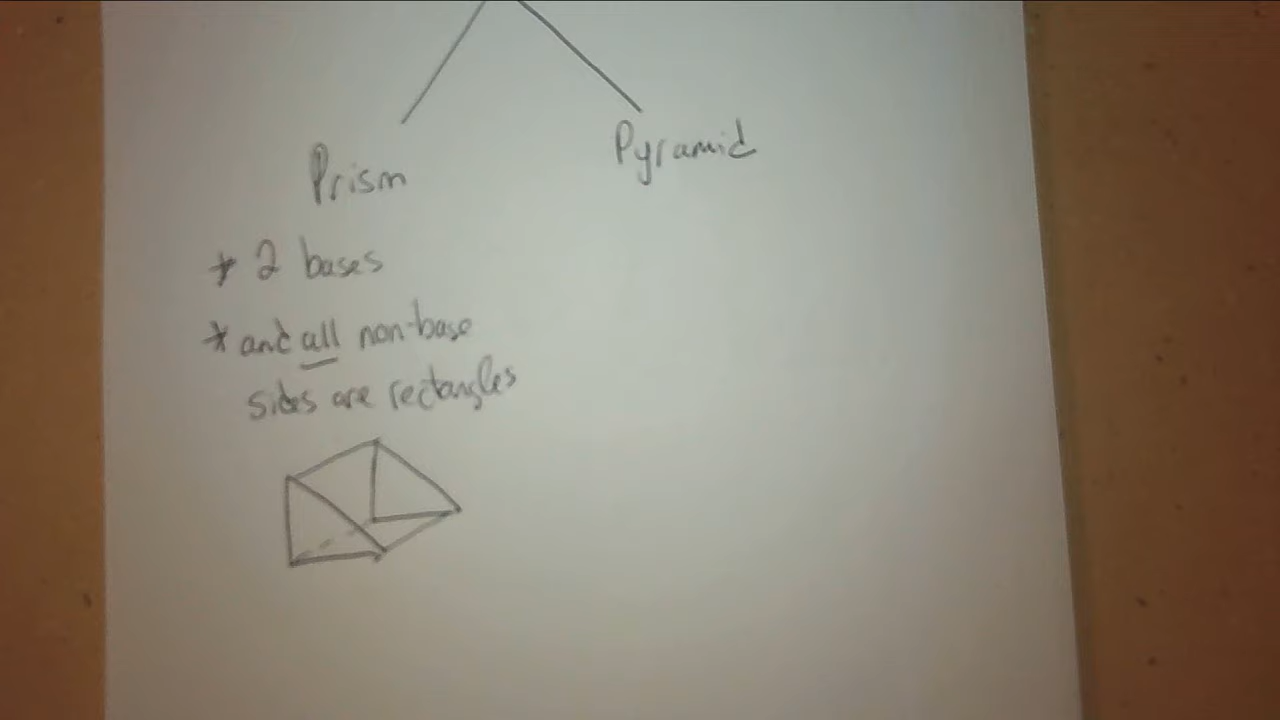 Prism
Pyramid
* 2 bases
* and all non-base
sides are rectangles